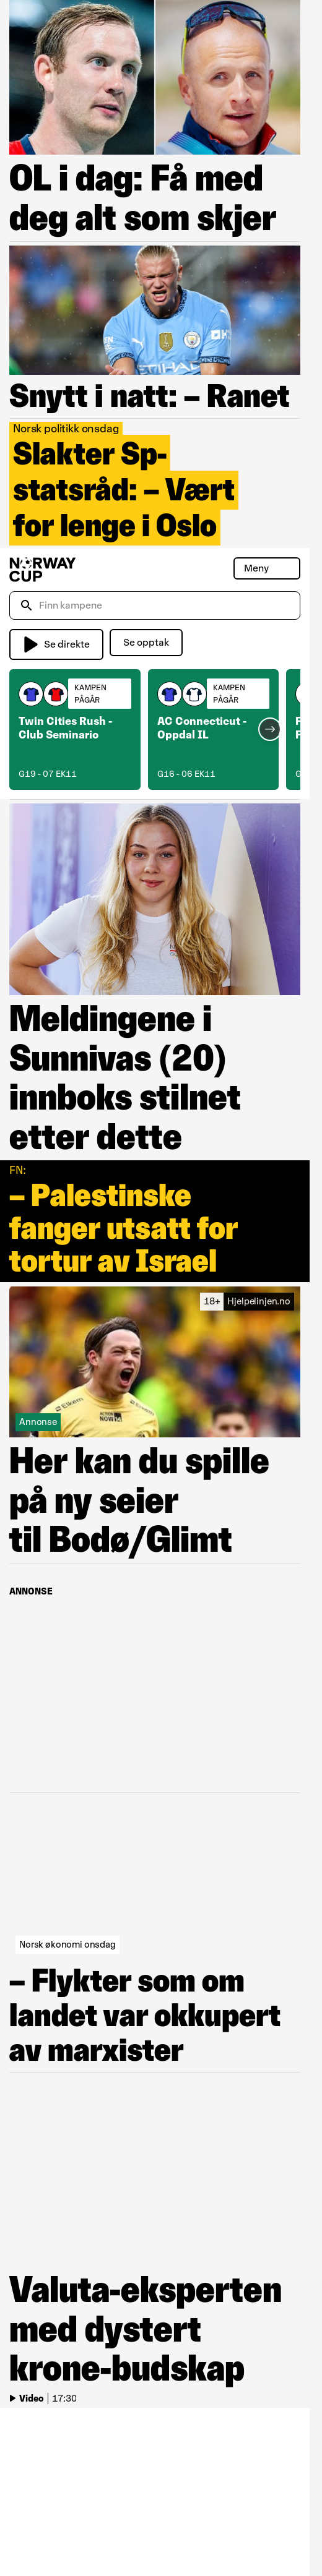 OL i dag: Få med
deg alt som skjer
Snytt i natt: – Ranet
Norsk politikk onsdag
Slakter Sp-
statsråd: – Vært
for lenge i Oslo
NORWAY
CUP
Meny
Finn kampene
Se direkte
Se opptak
KAMPEN
PÅGÅR
Twin Cities Rush -
Club Seminario
G19 - 07 EK11
KAMPEN
PÅGÅR
AC Connecticut -
Oppdal IL
G16 - 06 EK11
Meldingene i
Sunnivas (20)
innboks stilnet
etter dette
FN:
– Palestinske
fanger utsatt for
tortur av Israel
18+ Hjelpelinjen.no
Annonse
Her kan du spille
på ny seier
til Bodø/Glimt
ANNONSE
Norsk økonomi onsdag
– Flykter som om
landet var okkupert
av marxister
Valuta-eksperten
med dystert
krone-budskap
Video | 17:30